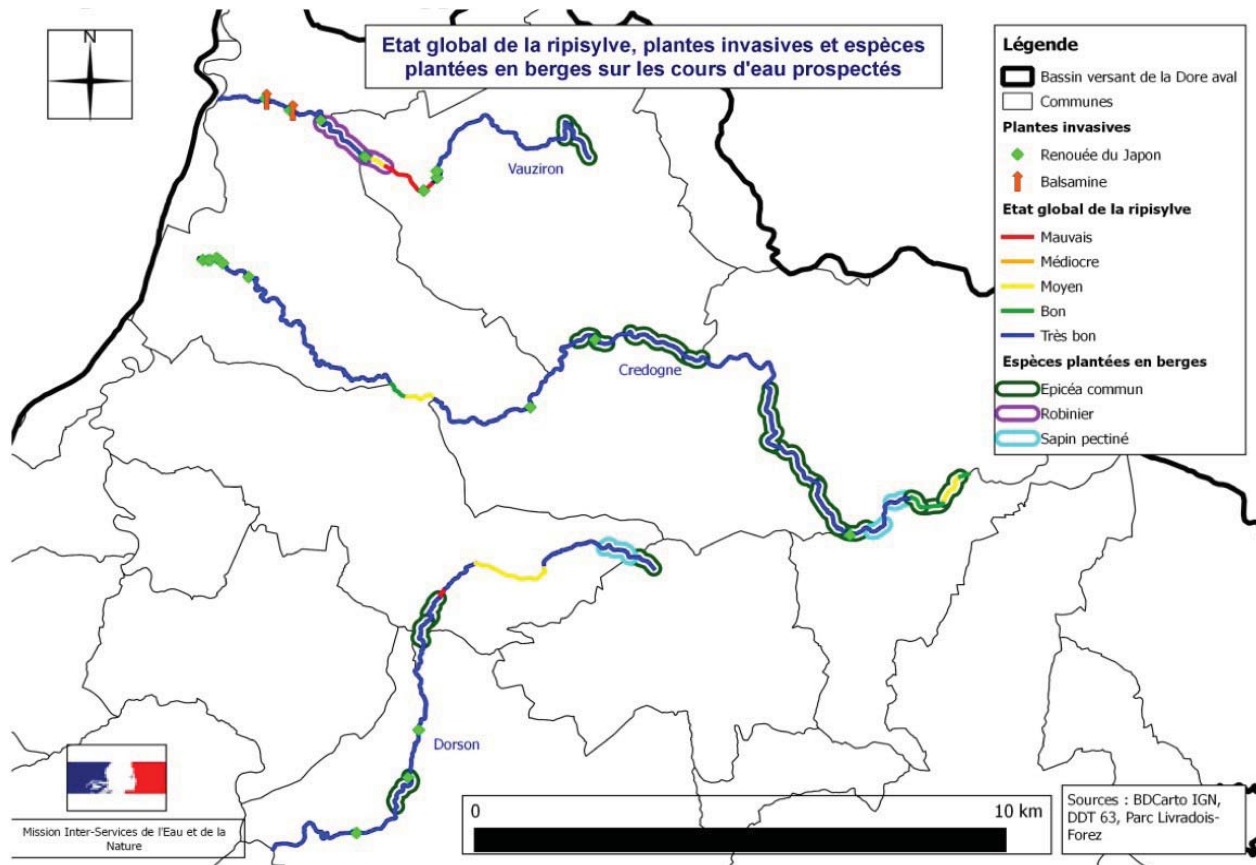 N
Etat global de la ripisylve, plantes invasives et espèces
plantées en berges sur les cours d'eau prospectés
Légende
Bassin versant de la Dore aval
Communes
Plantes invasives
Renouée du Japon
Balsamine
Etat global de la ripisylve
Mauvais
Médiocre
Moyen
Bon
Très bon
Espèces plantées en berges
Epicéa commun
Robinier
Sapin pectiné
Vauziron
Credogne
Dorson
Mission Inter-Services de l'Eau et de la
Nature
0
10 km
Sources : BDCarto IGN,
DDT 63, Parc Livradois-
Forez